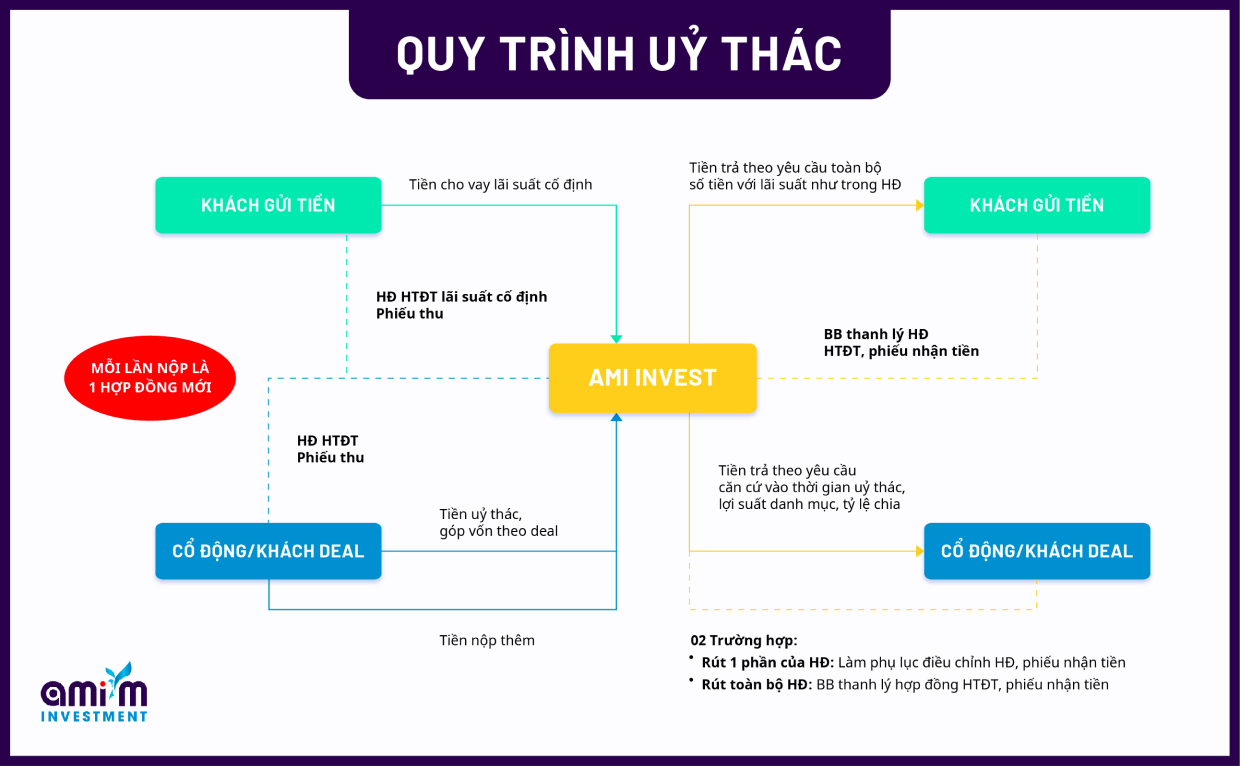 QUY TRÌNH UỶ THÁC
Tiền cho vay lãi suất cố định
Tiền trả theo yêu cầu toàn bộ
số tiền với lãi suất như trong HĐ
KHÁCH GỬI TIỀN
KHÁCH GỬI TIỀN
HĐ HTĐT lãi suất cố định
Phiếu thu
BB thanh lý HĐ
HTĐT, phiếu nhận tiền
MỖI LẦN NỘP LÀ
1 HỢP ĐỒNG MỚI
AMI INVEST
HĐ HTĐT
Phiếu thu
Tiền trả theo yêu cầu
căn cứ vào thời gian uỷ thác,
lợi suất danh mục, tỷ lệ chia
Tiền uỷ thác,
góp vốn theo deal
CỔ ĐỘNG/KHÁCH DEAL
CỔ ĐỘNG/KHÁCH DEAL
Tiền nộp thêm
02 Trường hợp:
• Rút 1 phần của HĐ: Làm phụ lục điều chỉnh HĐ, phiếu nhận tiền
• Rút toàn bộ HĐ: BB thanh lý hợp đồng HTĐT, phiếu nhận tiền
amim
INVESTMENT